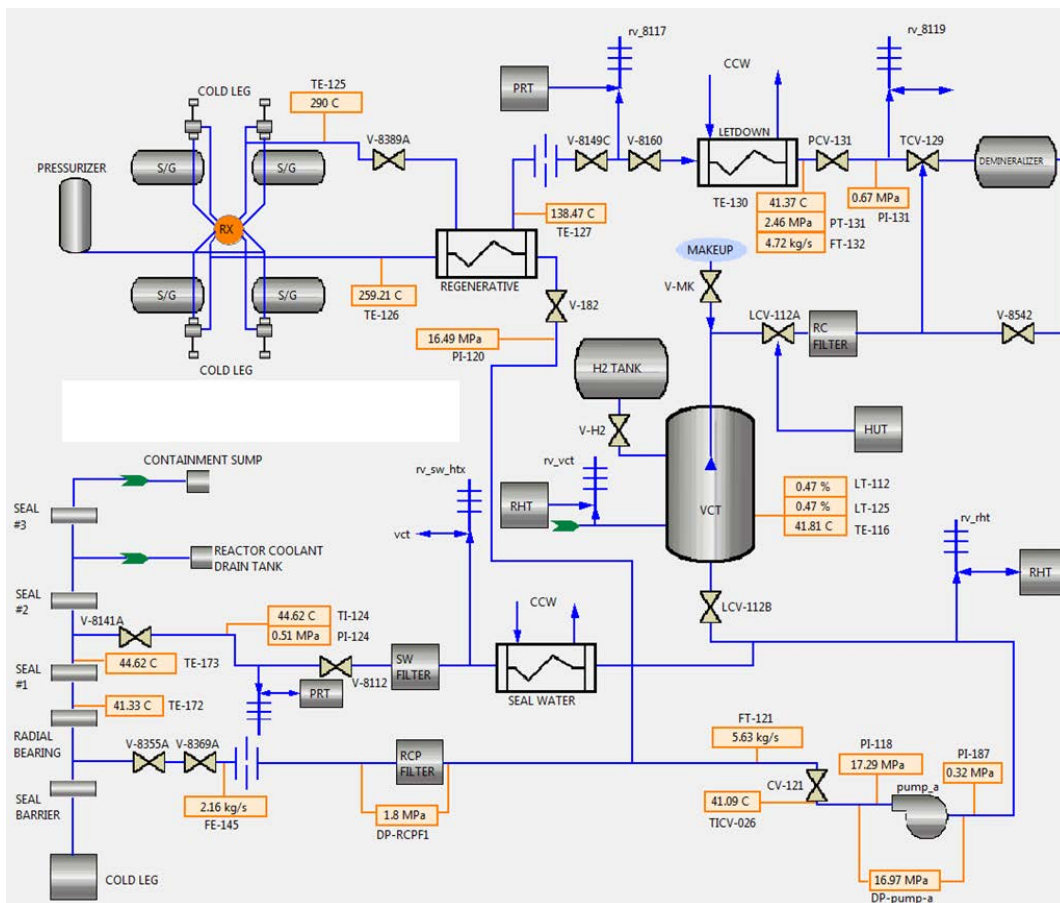 rv_8117
rv_8119
CCW
PRT
COLD LEG
TE-125
290 C
V-8389A
V-8149C
V-8160
LETDOWN
PCV-131
TCV-129
DEMINERALIZER
PRESSURIZER
S/G
S/G
RX
S/G
S/G
COLD LEG
138.47 C
TE-127
TE-130
41.37 C
2.46 MPa
PT-131
4.72 kg/s
FT-132
0.67 MPa
PI-131
REGENERATIVE
259.21 C
TE-126
V-182
16.49 MPa
PI-120
MAKEUP
V-MK
LCV-112A
RC
FILTER
V-8542
H2 TANK
V-H2
HUT
CONTAINMENT SUMP
rv_sw_htx
rv_vct
RHT
VCT
0.47 %
LT-112
0.47 %
LT-125
41.81 C
TE-116
rv_rht
RHT
SEAL
#3
vct
REACTOR COOLANT
DRAIN TANK
SEAL
#2
V-8141A
44.62 C
TI-124
0.51 MPa
PI-124
CCW
LCV-112B
44.62 C
TE-173
SEAL
#1
V-8112
SW
FILTER
SEAL WATER
PRT
41.33 C
TE-172
RADIAL
BEARING
V-8355A
V-8369A
RCP
FILTER
FT-121
5.63 kg/s
PI-118
17.29 MPa
PI-187
0.32 MPa
pump_a
CV-121
SEAL
BARRIER
2.16 kg/s
FE-145
1.8 MPa
DP-RCPF1
41.09 C
TICV-026
16.97 MPa
DP-pump-a
COLD LEG